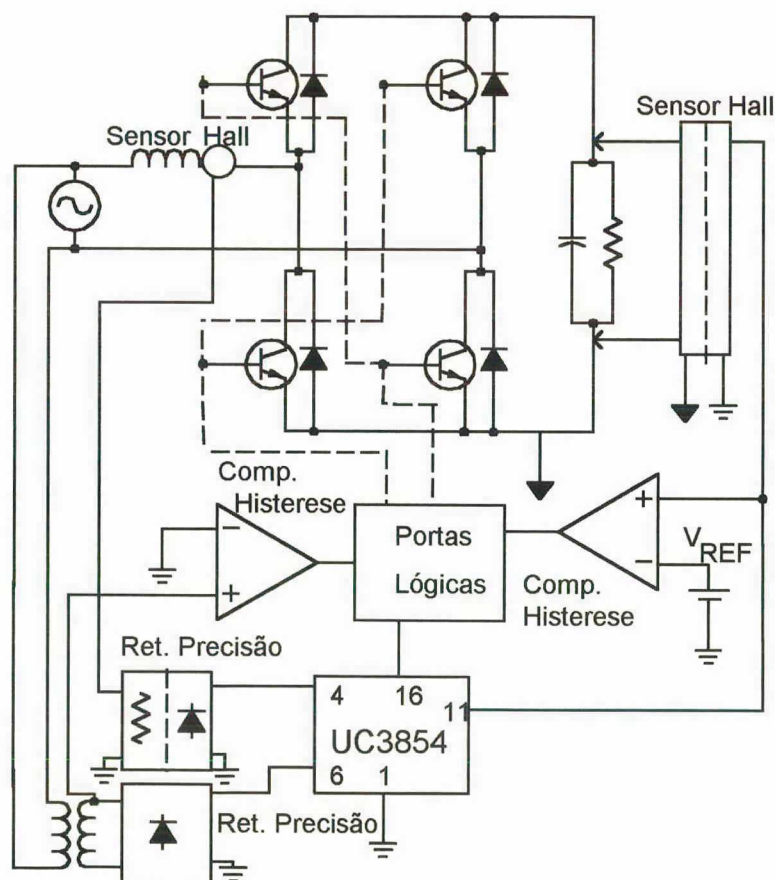 Sensor Hall
Sensor Hall
Comp.
Histerese
+
−
−
+
Portas
Lógicas
V
REF
Comp.
Histerese
Ret. Precisão
4 16 11
UC3854
6 1
Ret. Precisão